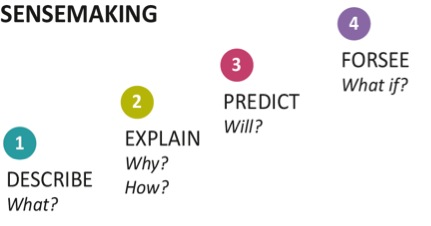 SENSEMAKING
1
DESCRIBE
What?
2
EXPLAIN
Why?
How?
3
PREDICT
Will?
4
FORSEE
What if?